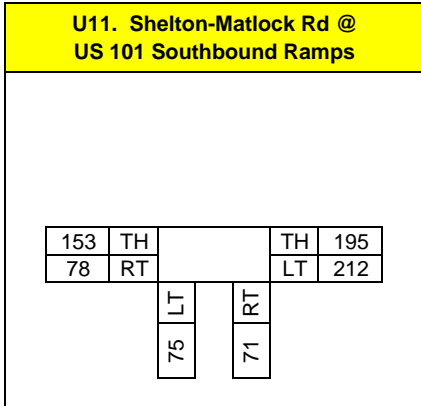 U11. Shelton-Matlock Rd @
US 101 Southbound Ramps
153 TH TH 195
78 RT LT 212
LT RT
75 71